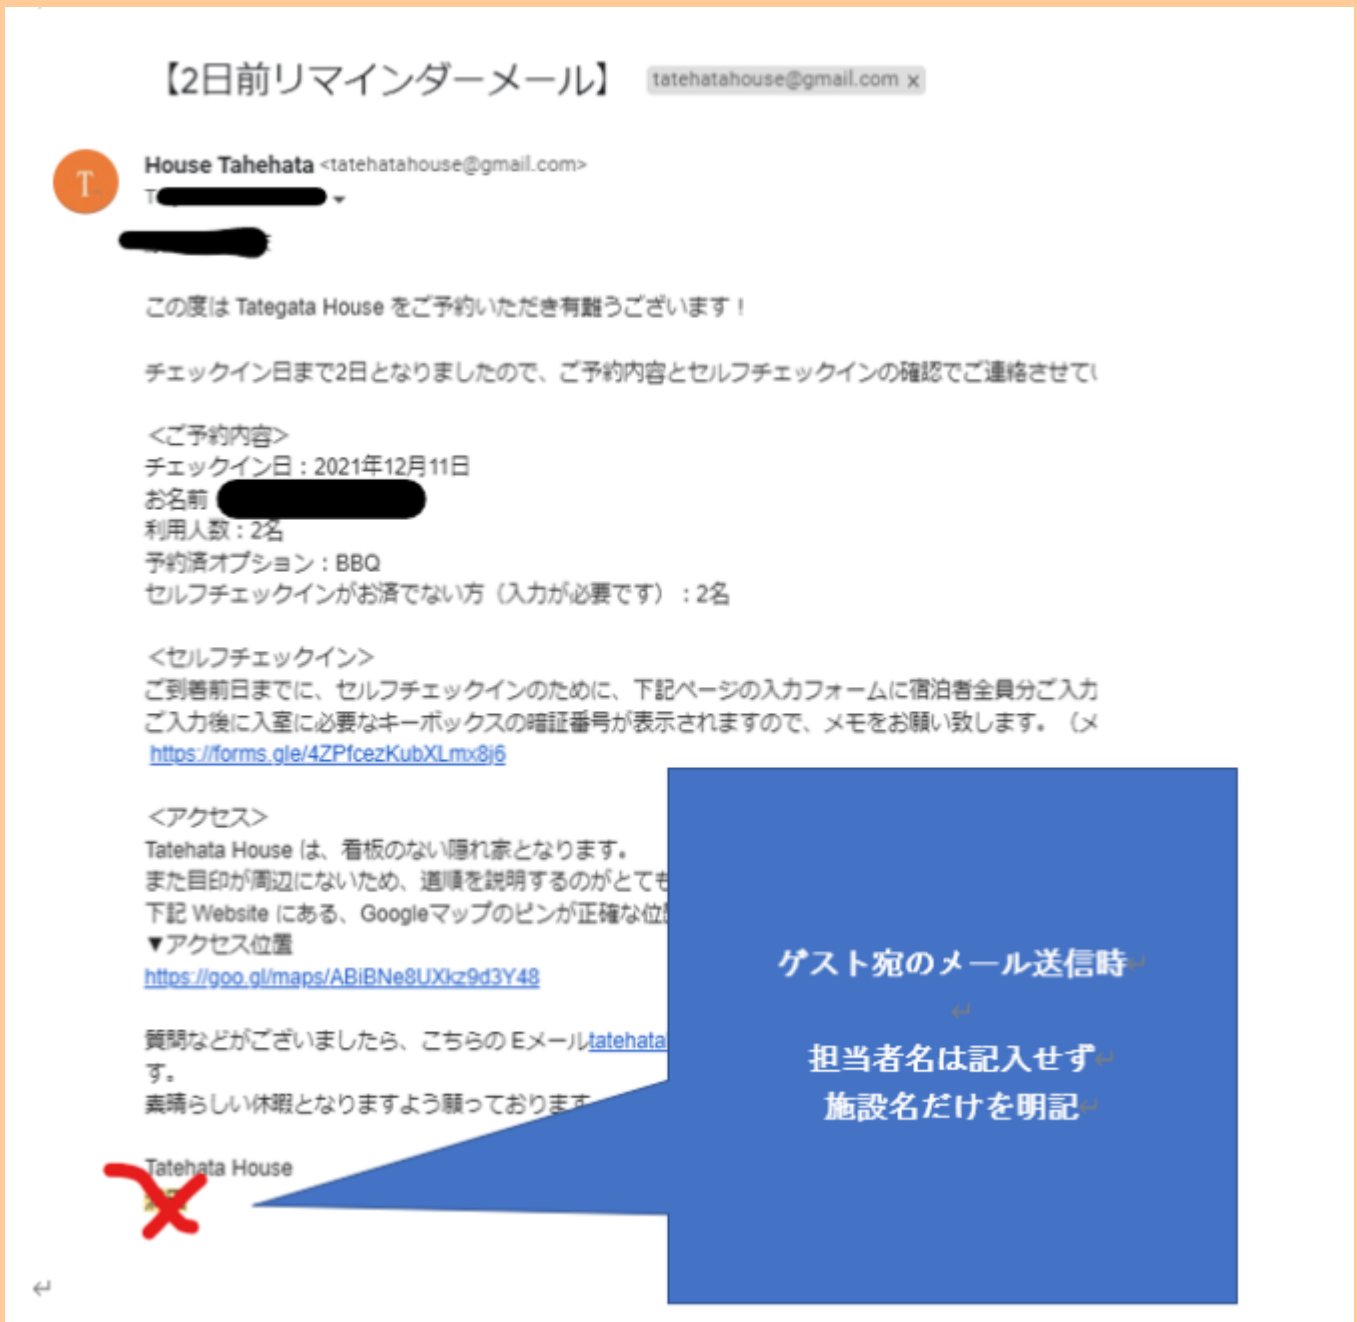 【2日前リマインダーメール】 tatehatahouse@gmail.com x
T
House Tahehata <tatehatahouse@gmail.com>
T
この度は Tategata House をご予約いただき有難うございます！
チェックイン日まで2日となりましたので、ご予約内容とセルフチェックインの確認でご連絡させてい
＜ご予約内容＞
チェックイン日：2021年12月11日
お名前
利用人数：2名
予約済オプション：BBQ
セルフチェックインがお済でない方（入力が必要です）：2名
＜セルフチェックイン＞
ご到着前日までに、セルフチェックインのために、下記ページの入力フォームに宿泊者全員分ご入力
ご入力後に入室に必要なキーボックスの暗証番号が表示されますので、メモをお願い致します。（メ
https://forms.gle/4ZPfcezKubXLmx8j6
＜アクセス＞
Tatehata House は、看板のない隠れ家となります。
また目印が周辺にないため、道順を説明するのがとても
下記 Website にある、Googleマップのピンが正確な位
▼アクセス位置
https://goo.gl/maps/ABiBNe8UXkz9d3Y48
質問などがございましたら、こちらの Eメールtatehata
す。
素晴らしい休暇となりますよう願っております
Tatehata House
ゲスト宛のメール送信時
担当者名は記入せず
施設名だけを明記